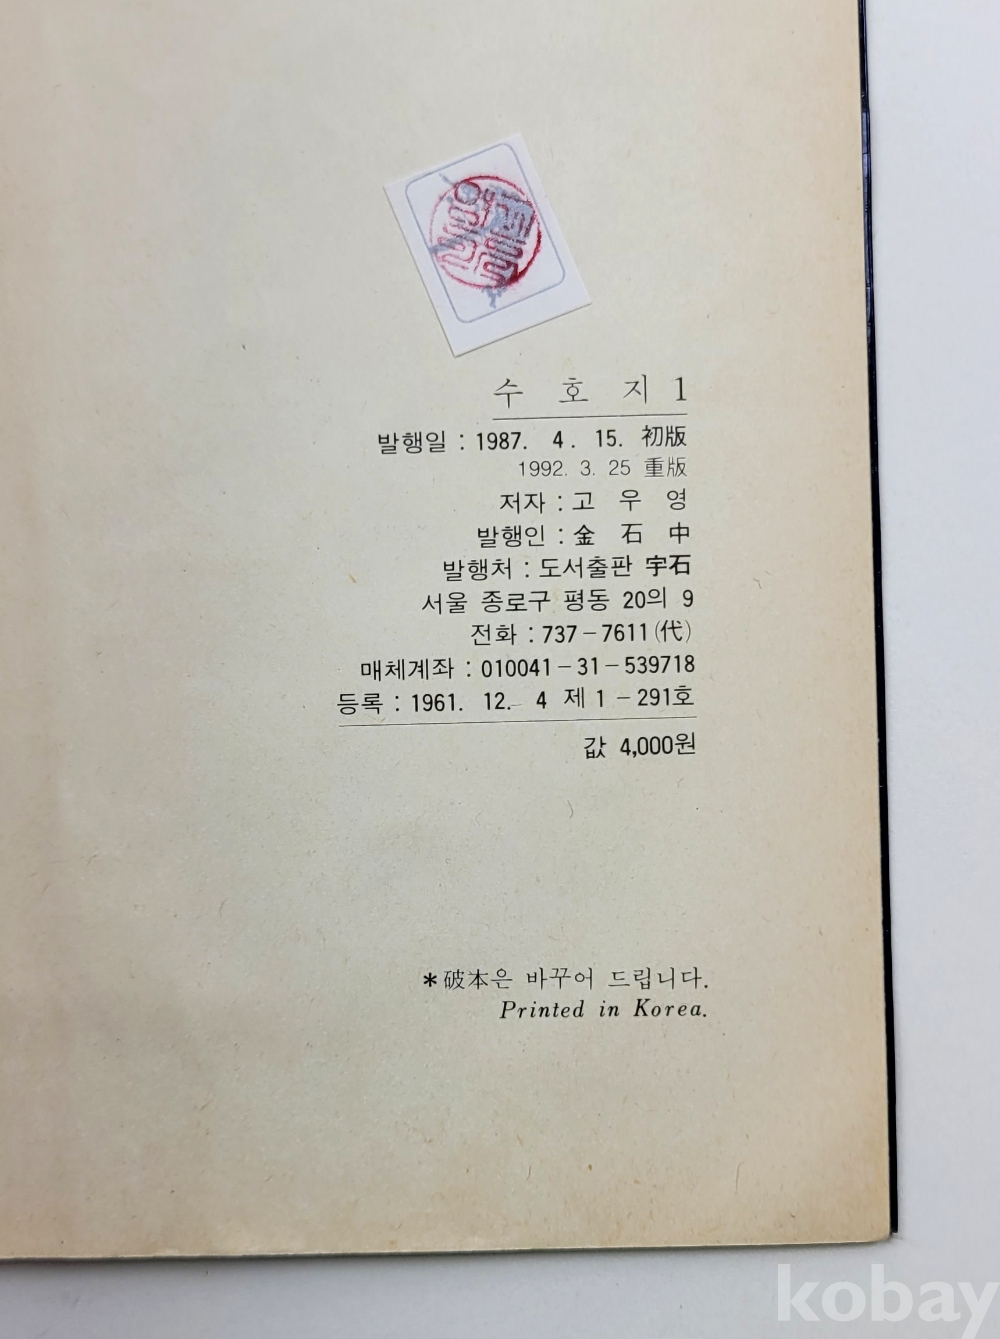 수 호 지 1
발행일 : 1987. 4. 15. 初版
1992. 3. 25 重版
저자 : 고 우 영
발행인 : 金 石 中
발행처 : 도서출판 宇石
서울 종로구 평동 20의 9
전화 : 737-7611(代)
매체계좌 : 010041-31-539718
등록 : 1961. 12. 4 제1-291호
값 4,000원
*破本은 바꾸어 드립니다.
Printed in Korea.
kobay